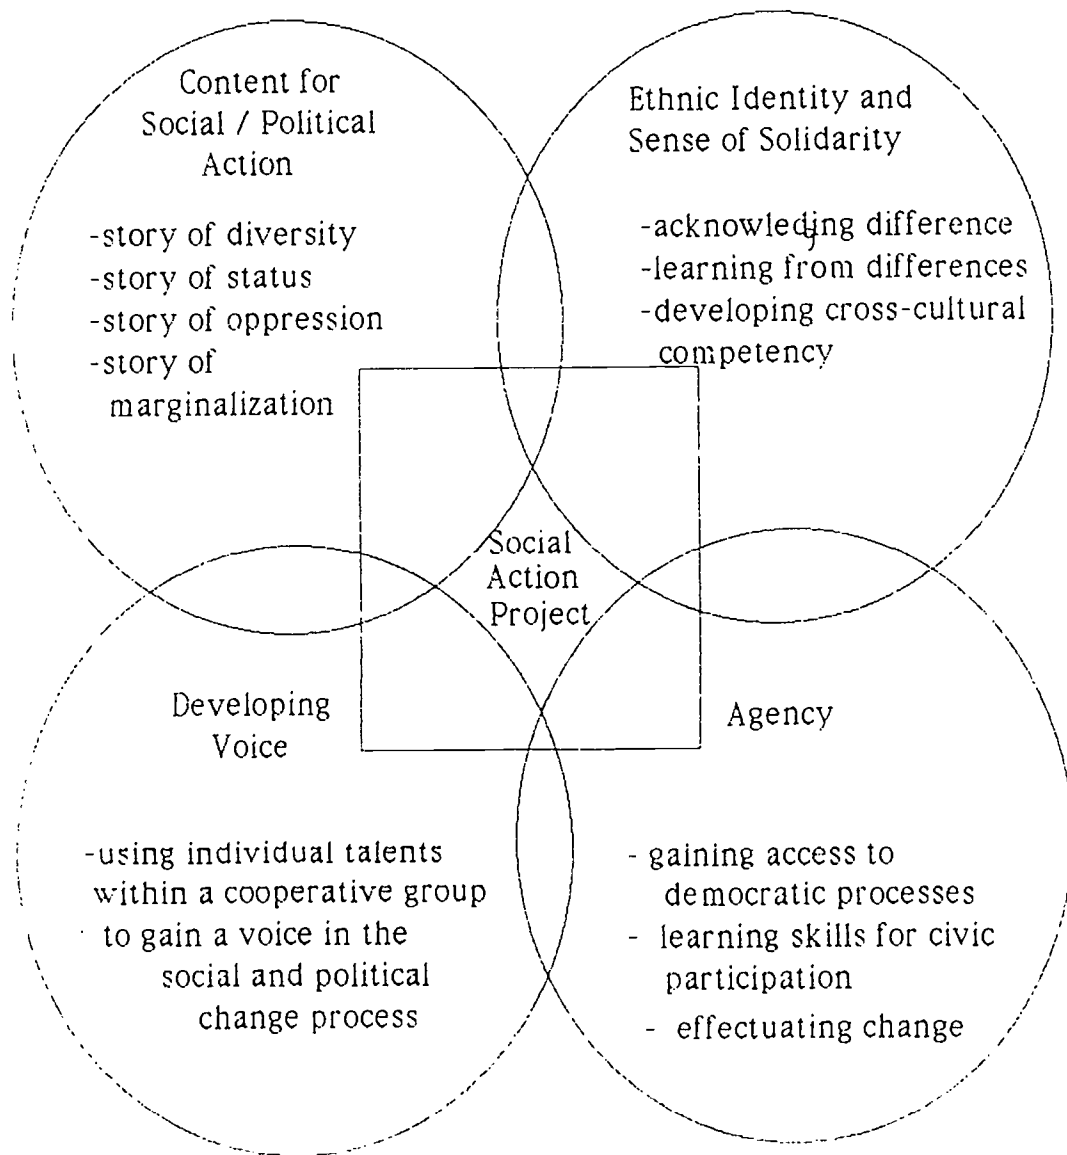 Content for
Social / Political
Action
-story of diversity
-story of status
-story of oppression
-story of
marginalization
Ethnic Identity and
Sense of Solidarity
-acknowledjng difference
-learning from differences
-developing cross-cultural
competency
Social
Action
Project
Developing
Voice
-using individual talents
within a cooperative group
to gain a voice in the
social and political
change process
Agency
- gaining access to
democratic processes
- learning skills for civic
participation
- effectuating change